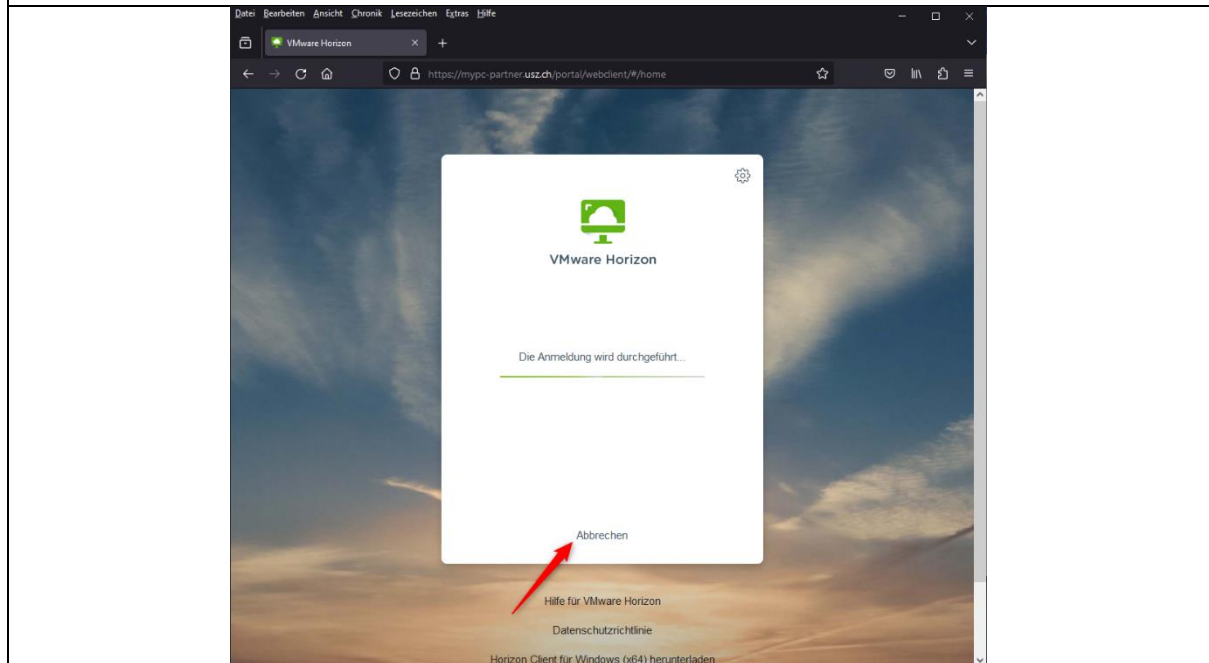 Datei Bearbeiten Ansicht Chronik Lesezeichen Extras Hilfe
VMware Horizon
https://mypc-partner.usz.ch/portal/webclient/#/home
VMware Horizon
Die Anmeldung wird durchgeführt...
Abbrechen
Hilfe für VMware Horizon
Datenschutzrichtlinie
Horizon Client für Windows (x64) herunterladen